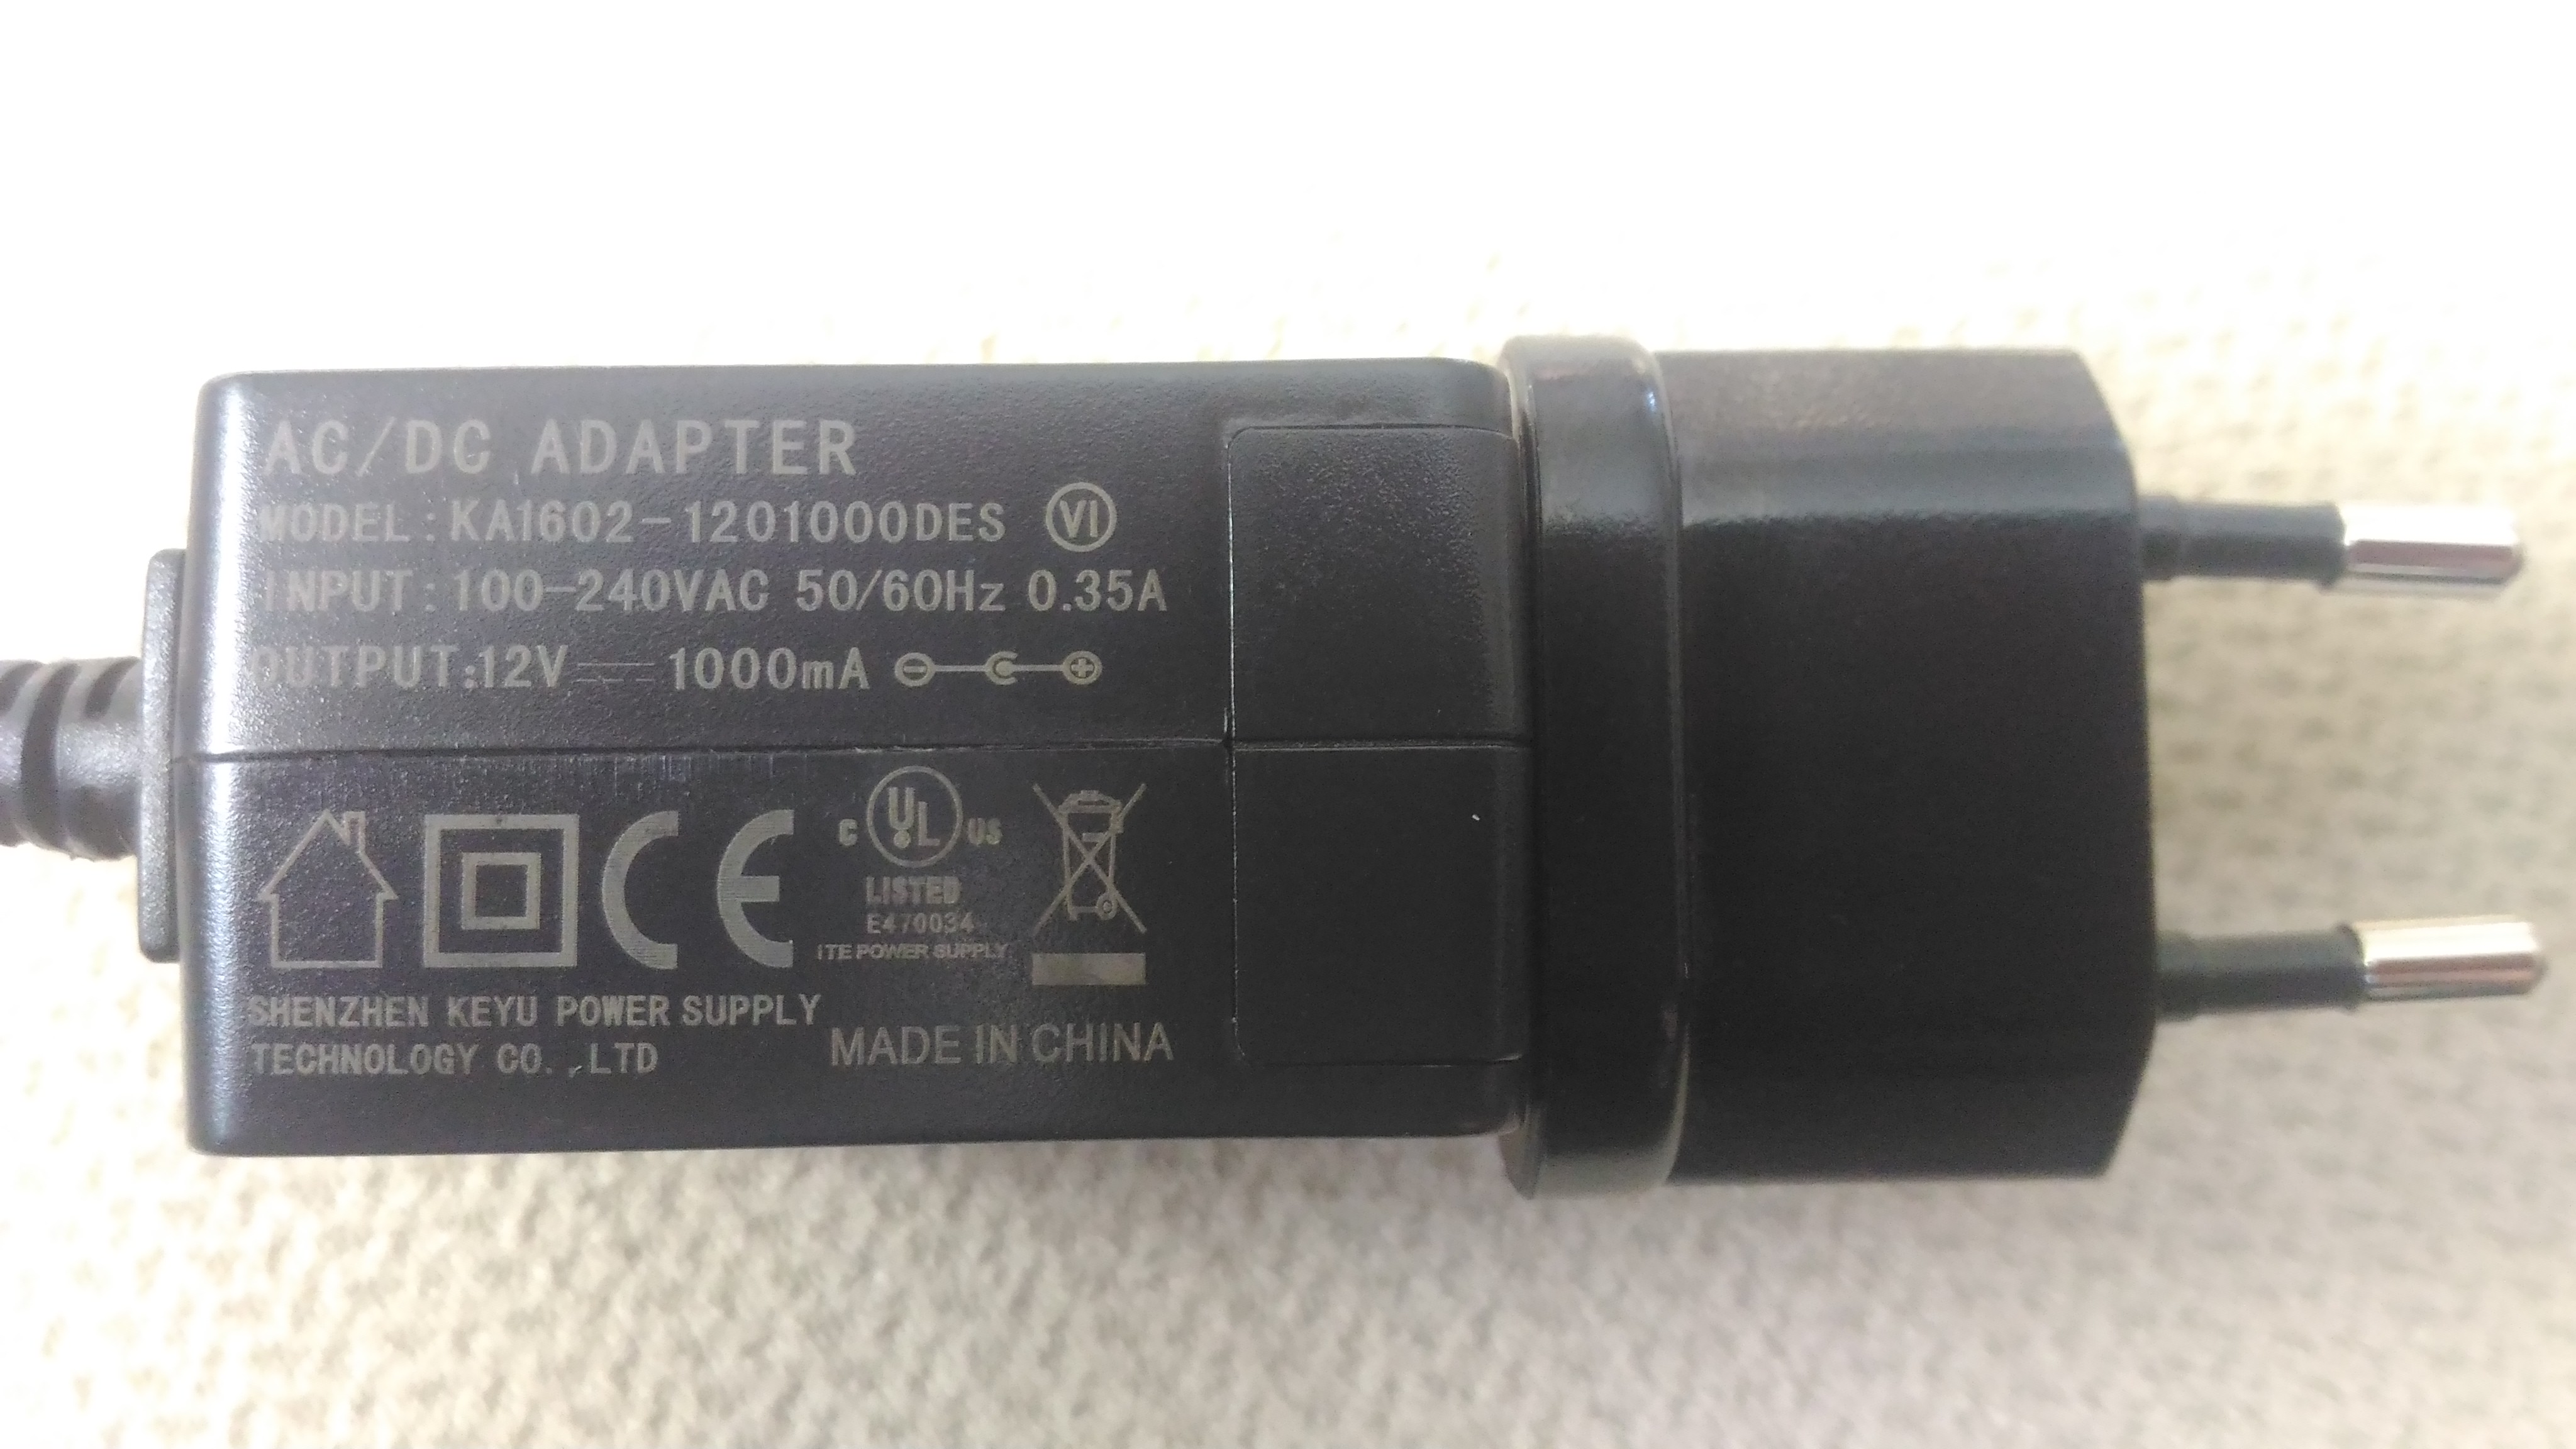 AC/DC ADAPTER
MODEL:KA1602-1201000DES VI
INPUT:100-240VAC 50/60Hz 0.35A
OUTPUT:12V⎓1000mA
CE
C UL US
LISTED
E470034
ITE POWER SUPPLY
SHENZHEN KEYU POWER SUPPLY
TECHNOLOGY CO.,LTD
MADE IN CHINA